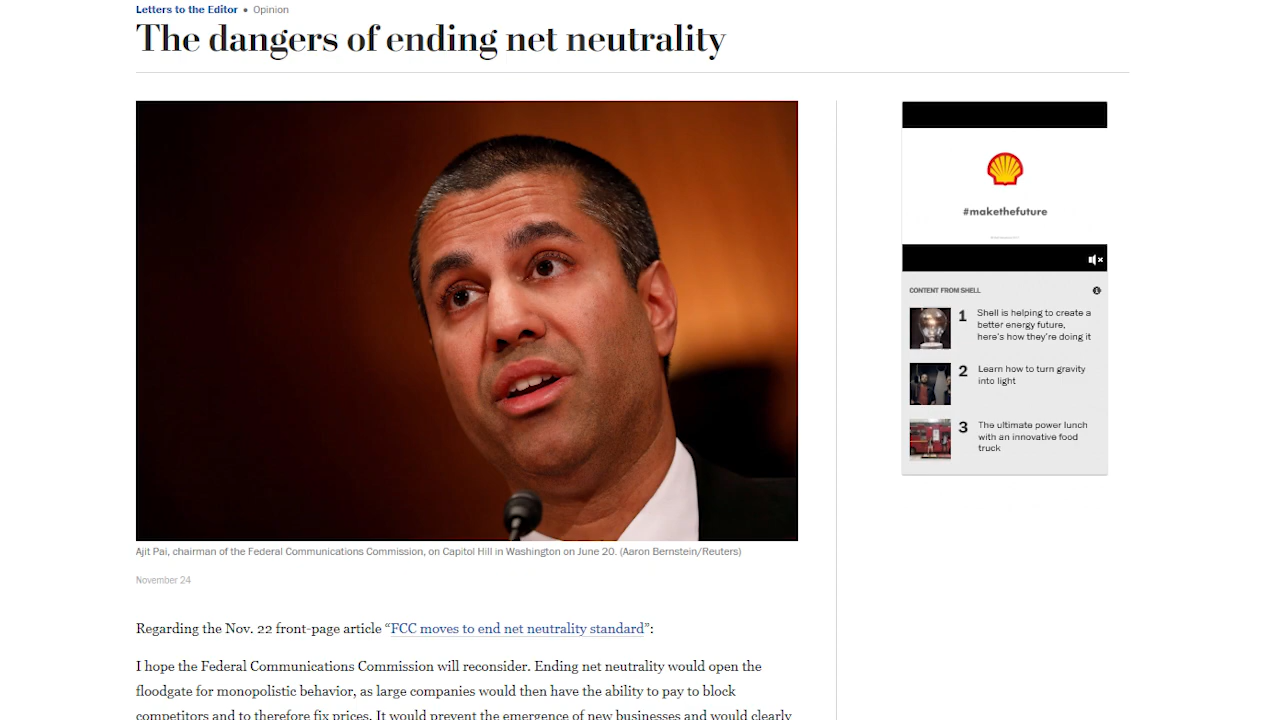 Letters to the Editor • Opinion
The dangers of ending net neutrality
#makethefuture
CONTENT FROM SHELL
1 Shell is helping to create a
better energy future,
here's how they're doing it
2 Learn how to turn gravity
into light
3 The ultimate power lunch
with an innovative food
truck
Ajit Pai, chairman of the Federal Communications Commission, on Capitol Hill in Washington on June 20. (Aaron Bernstein/Reuters)
November 24
Regarding the Nov. 22 front-page article “FCC moves to end net neutrality standard”:
I hope the Federal Communications Commission will reconsider. Ending net neutrality would open the
floodgate for monopolistic behavior, as large companies would then have the ability to pay to block
competitors and to therefore fix prices. It would prevent the emergence of new businesses and would clearly